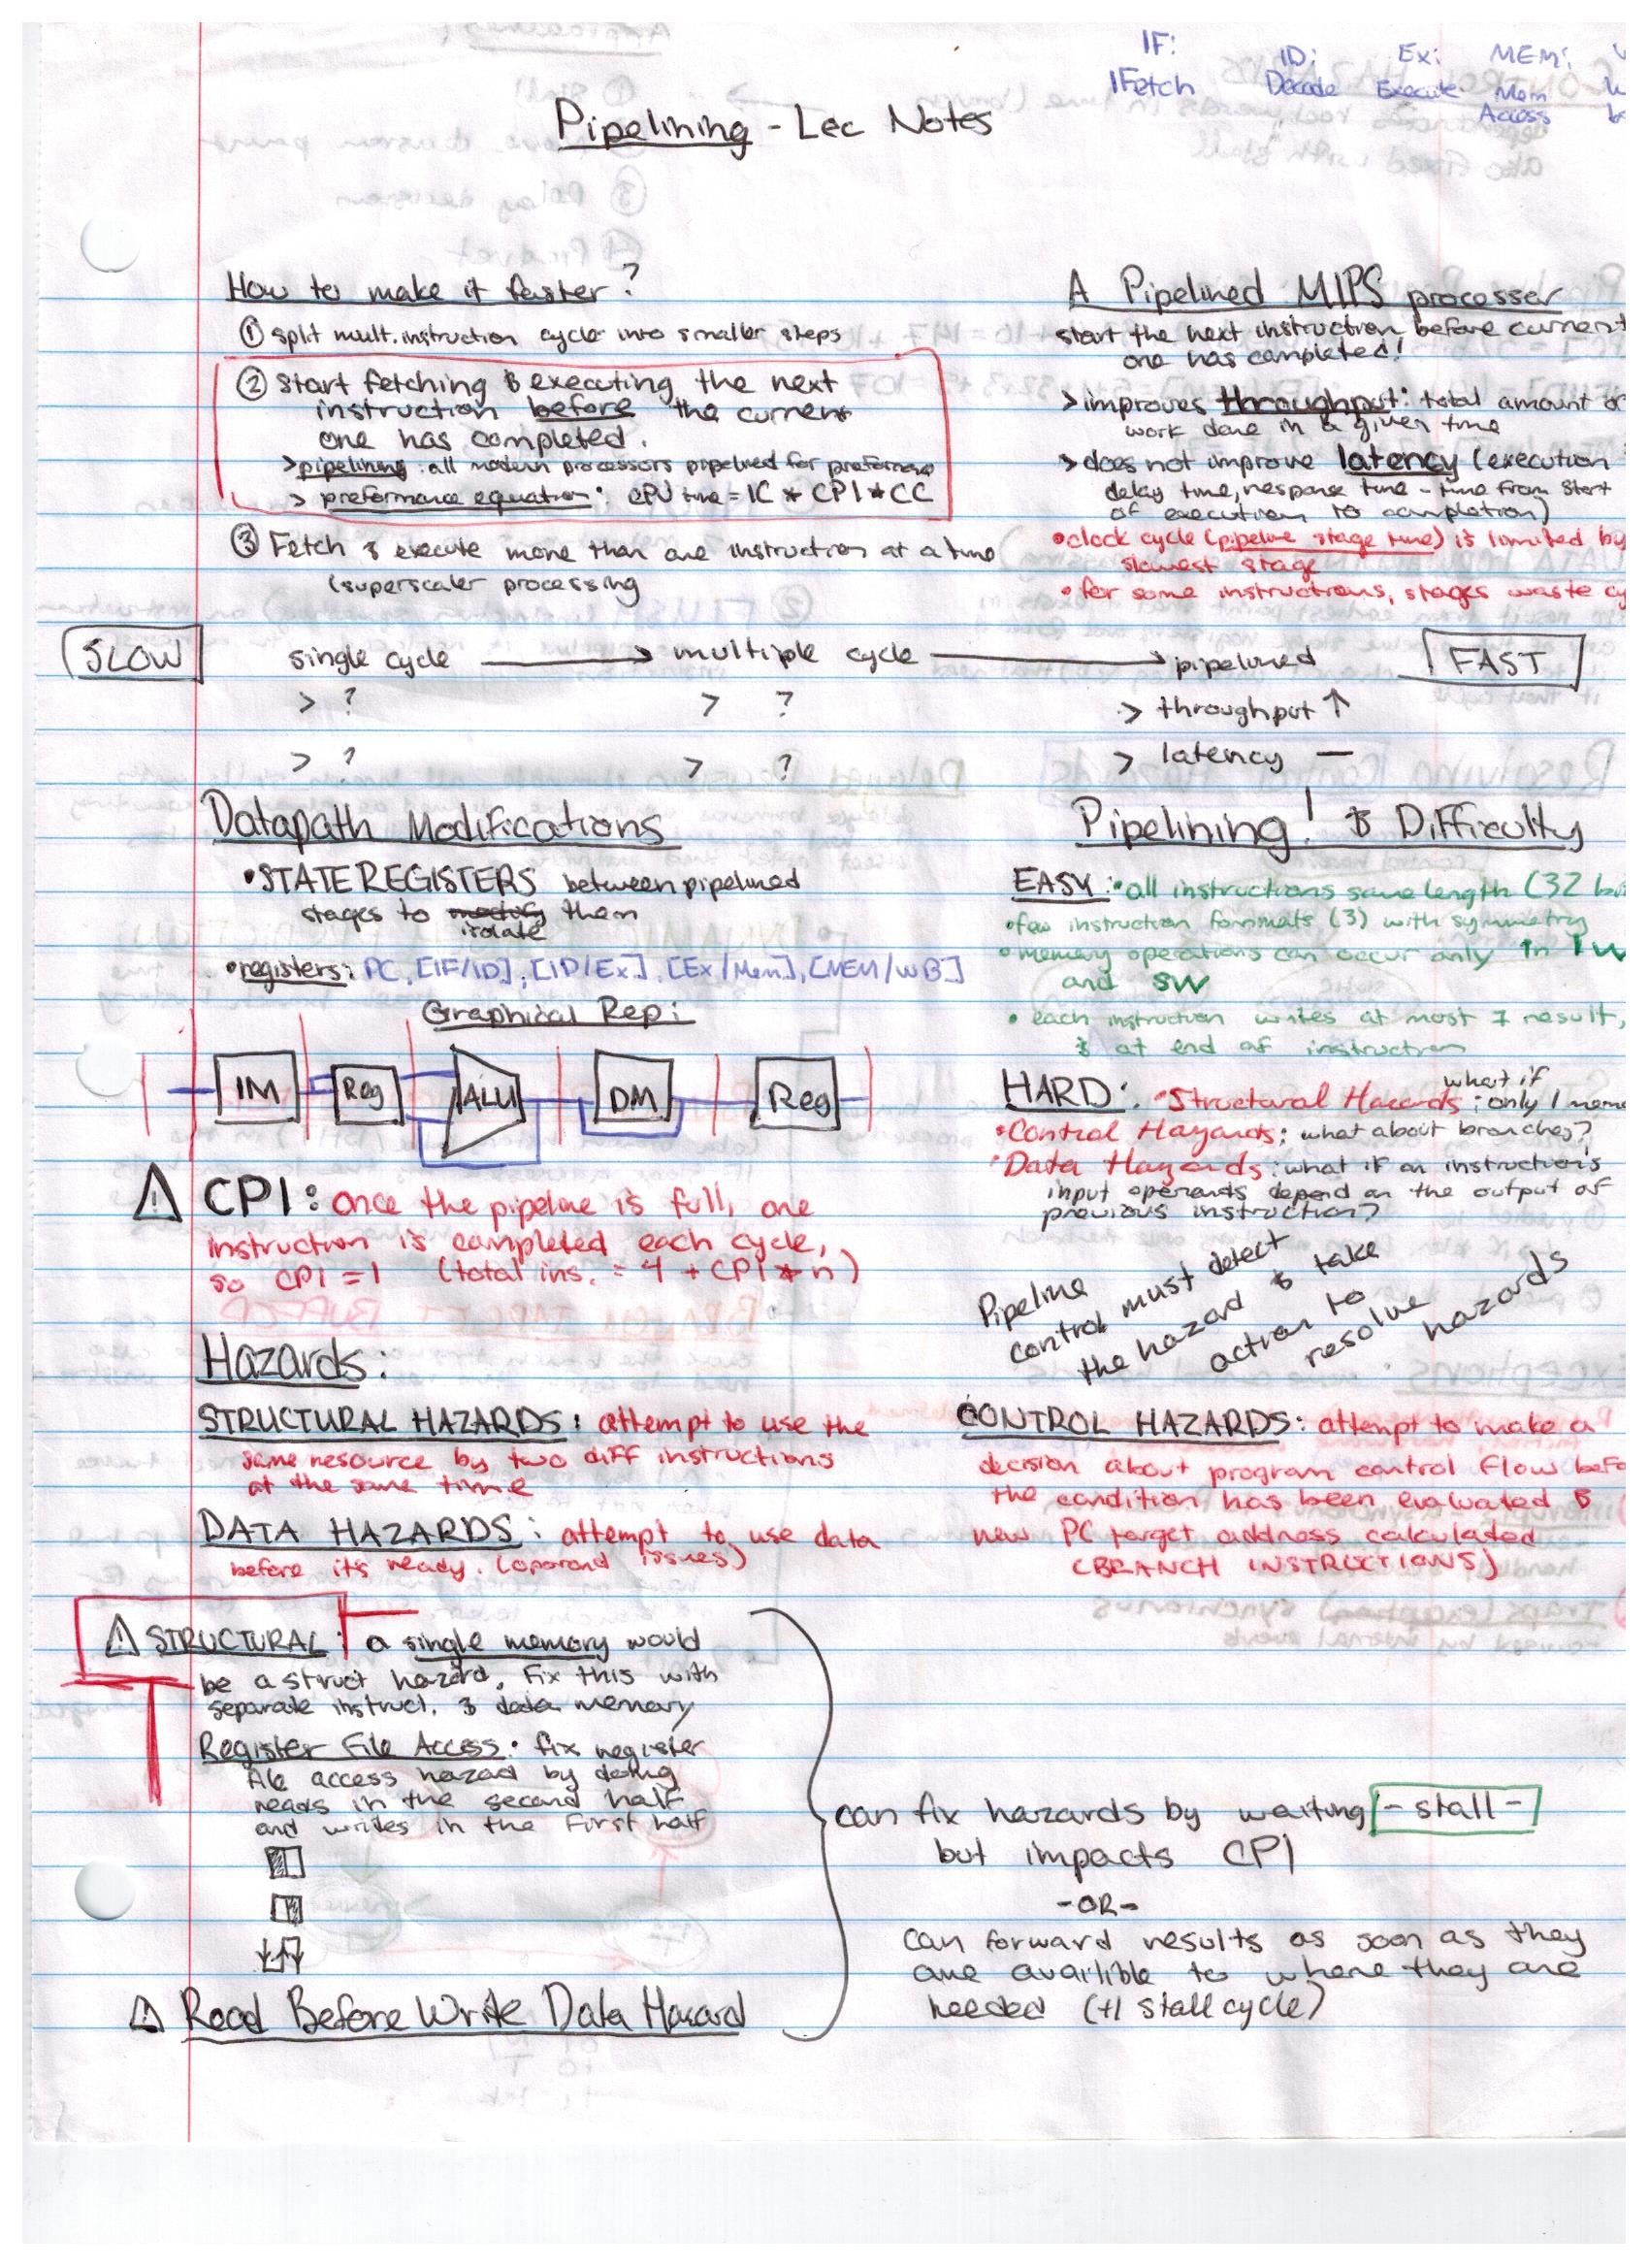 IF:
IFetch
ID:
Decode
Ex:
Execute
MEM:
Mem
Access
Pipelining - Lec Notes
How to make it faster?
① split mult. instruction cycle into smaller steps
② Start fetching & executing the next
instruction before the current
one has completed.
> pipelining: all modern processors pipelined for
> preformance equation: CPU time = IC * CPI * CC
③ Fetch & execute more than one instruction at a time
(superscaler processing
A Pipelined MIPS processer
start the next instruction before current
one has completed!
> improves throughput: total amount
work done in a given time
> does not improve latency (execution
delay time, response time - time from start
of execution to completion)
• clock cycle (pipeline stage time) is limited by
slowest stage
• for some instructions, stages waste
SLOW
single cycle → multiple cycle → pipelined
FAST
> ? > ? > throughput ↑
> ? > ? > latency —
Datapath Modifications
• STATE REGISTERS between pipelined
stages to modify them
isolate
• registers: PC, [IF/ID], [ID/Ex], [Ex/Mem], [MEM/WB]
Graphical Rep:
IM Reg ALU DM Reg
⚠ CPI: once the pipeline is full, one
instruction is completed each cycle,
so CPI = 1 (total ins. = 4 + CPI * n)
Pipelining! & Difficulty
EASY: • all instructions same length (32
• few instruction formats (3) with symmetry
• memory operations can occur only in lw
and sw
• each instruction writes at most 1 result,
& at end of instruction
HARD: • Structural Hazards: what if
only 1
• Control Hazards: what about branches?
• Data Hazards: what if an instruction's
input operands depend on the output of
previous instruction?
Pipeline
control must detect
the hazard & take
action to
resolve hazards
Hazards:
STRUCTURAL HAZARDS: attempt to use the
same resource by two diff instructions
at the same time
DATA HAZARDS: attempt to use data
before it's ready. (operand issues)
CONTROL HAZARDS: attempt to make a
decision about program control flow
the condition has been evaluated &
new PC target address calculated
(BRANCH INSTRUCTIONS)
⚠ STRUCTURAL: a single memory would
be a struct hazard. Fix this with
separate instruct. & data memory
Register File Access: fix register
file access hazad by doing
reads in the second half
and writes in the first half
can fix hazards by waiting - stall -
but impacts CPI
-OR-
can forward results as soon as they
are availible to where they are
needed (+1 stall cycle)
⚠ Read Before Write Data Hazard